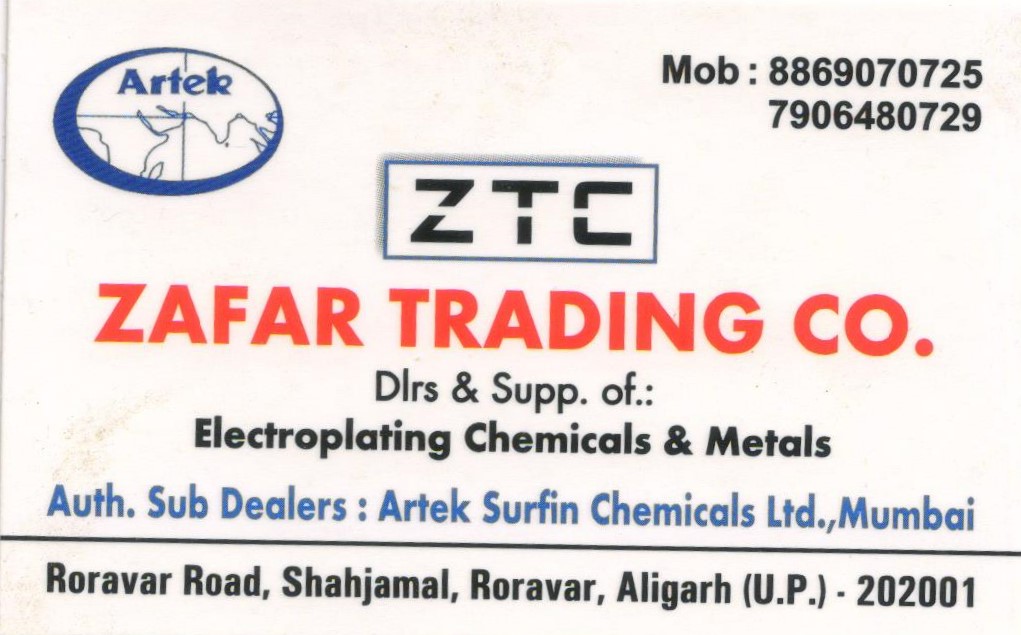 Artek
Mob : 8869070725
7906480729
ZTC
ZAFAR TRADING CO.
Dlrs & Supp. of.:
Electroplating Chemicals & Metals
Auth. Sub Dealers : Artek Surfin Chemicals Ltd.,Mumbai
Roravar Road, Shahjamal, Roravar, Aligarh (U.P.) - 202001